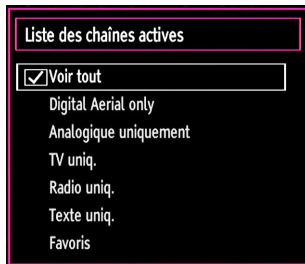 Liste des chaînes actives
Voir tout
Digital Aerial only
Analogique uniquement
TV uniq.
Radio uniq.
Texte uniq.
Favoris